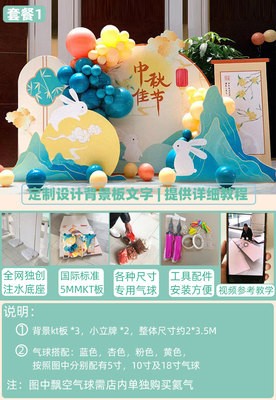 套餐1
中秋
佳节
定制设计背景板文字 | 提供详细教程
全网独创
注水底座
国际标准
5MMKT板
各种尺寸
专用气球
工具配件
安装方便
视频参考教学
说明：
① 背景kt板 *3，小立牌 *2，整体尺寸约2*3.5M
② 气球搭配：蓝色，杏色，粉色，黄色，
按照图中分别配有5寸，10寸及18寸气球
注：图中飘空气球需店内单独购买氦气